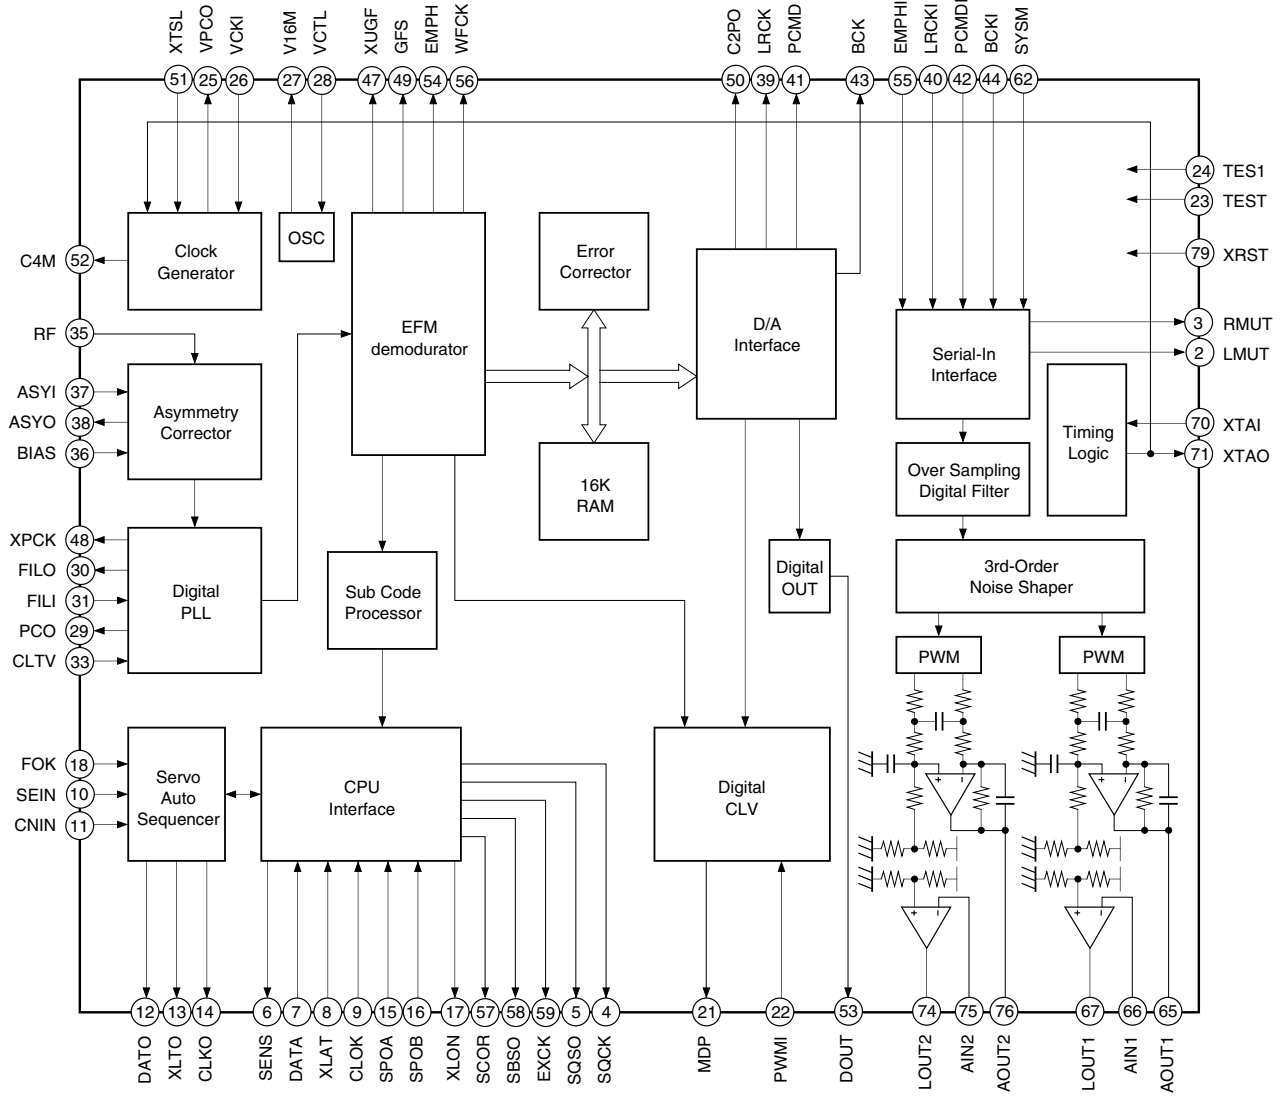 XTSL
VPCO
VCKI
V16M
VCTL
XUGF
GFS
EMPH
WFCK
C2PO
LRCK
PCMD
BCK
EMPHI
LRCKI
PCMDI
BCKI
SYSM
51
25
26
27
28
47
49
54
56
50
39
41
43
55
40
42
44
62
24 TES1
23 TEST
79 XRST
3 RMUT
2 LMUT
70 XTAI
71 XTAO
C4M 52
RF 35
ASYI 37
ASYO 38
BIAS 36
XPCK 48
FILO 30
FILI 31
PCO 29
CLTV 33
FOK 18
SEIN 10
CNIN 11
Clock
Generator
OSC
EFM
demodurator
Error
Corrector
D/A
Interface
Serial-In
Interface
Asymmetry
Corrector
16K
RAM
Over Sampling
Digital Filter
Timing
Logic
Digital
PLL
Sub Code
Processor
Digital
OUT
3rd-Order
Noise Shaper
PWM
PWM
Servo
Auto
Sequencer
CPU
Interface
Digital
CLV
+
−
+
−
+
−
+
−
12
13
14
6
7
8
9
15
16
17
57
58
59
5
4
21
22
53
74
75
76
67
66
65
DATO
XLTO
CLKO
SENS
DATA
XLAT
CLOK
SPOA
SPOB
XLON
SCOR
SBSO
EXCK
SQSO
SQCK
MDP
PWMI
DOUT
LOUT2
AIN2
AOUT2
LOUT1
AIN1
AOUT1